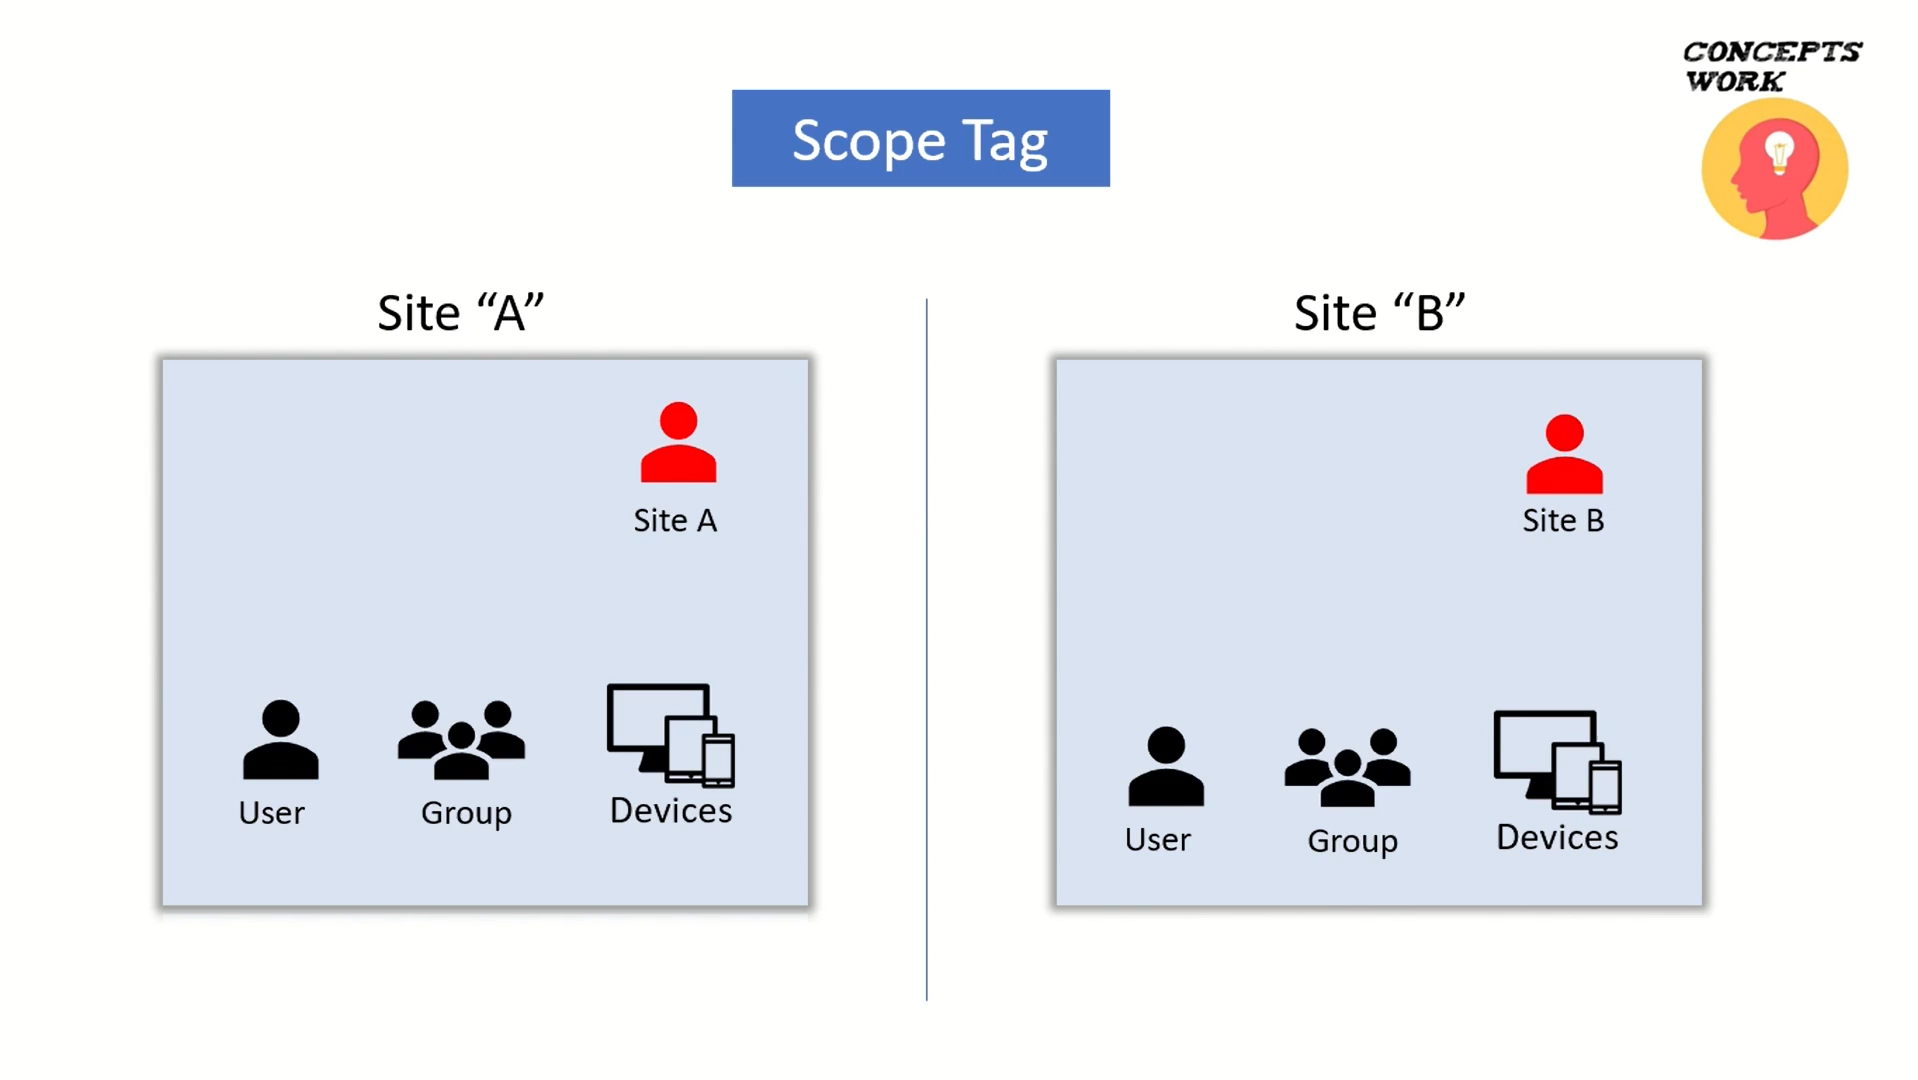 CONCEPTS
WORK
Scope Tag
Site “A”
Site “B”
Site A
Site B
User
Group
Devices
User
Group
Devices